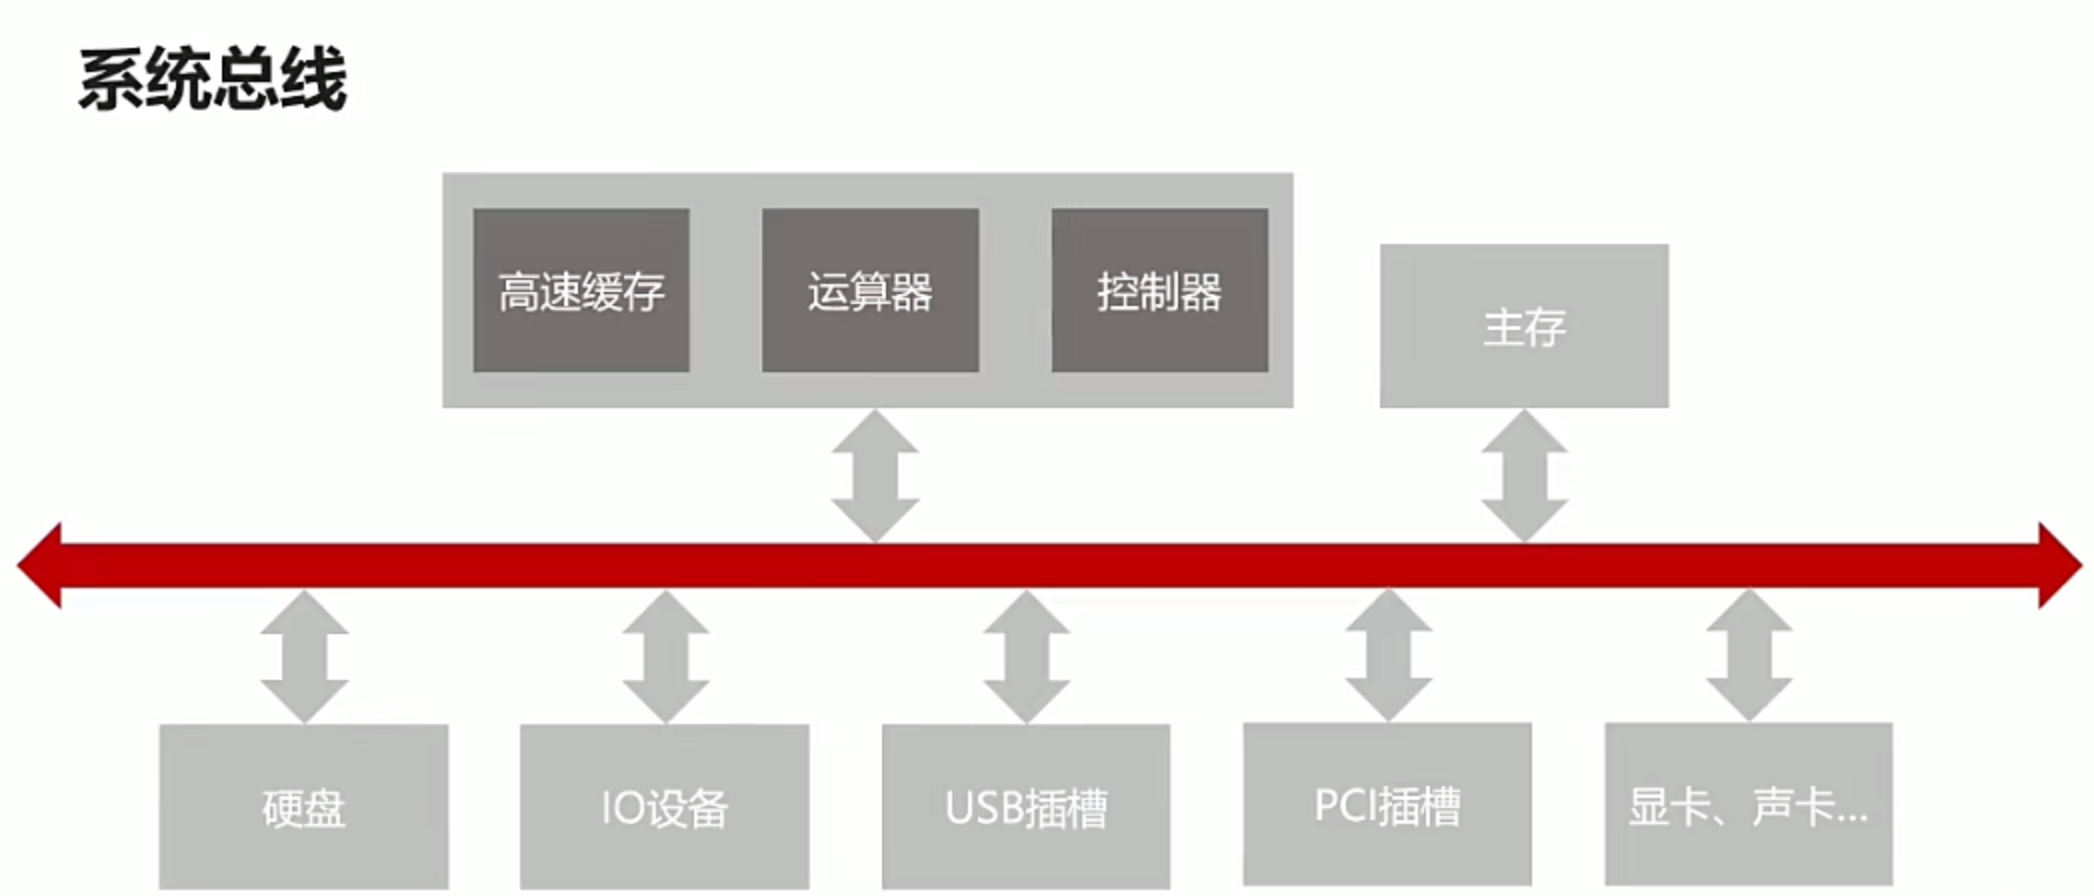 系统总线
高速缓存
运算器
控制器
主存
硬盘
IO设备
USB插槽
PCI插槽
显卡、声卡...